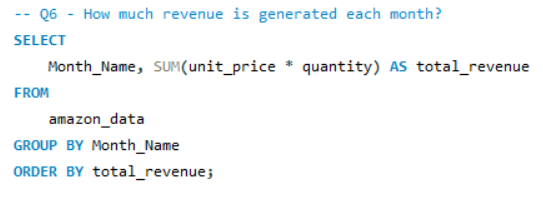 -- Q6 - How much revenue is generated each month?
SELECT
Month_Name, SUM(unit_price * quantity) AS total_revenue
FROM
amazon_data
GROUP BY Month_Name
ORDER BY total_revenue;